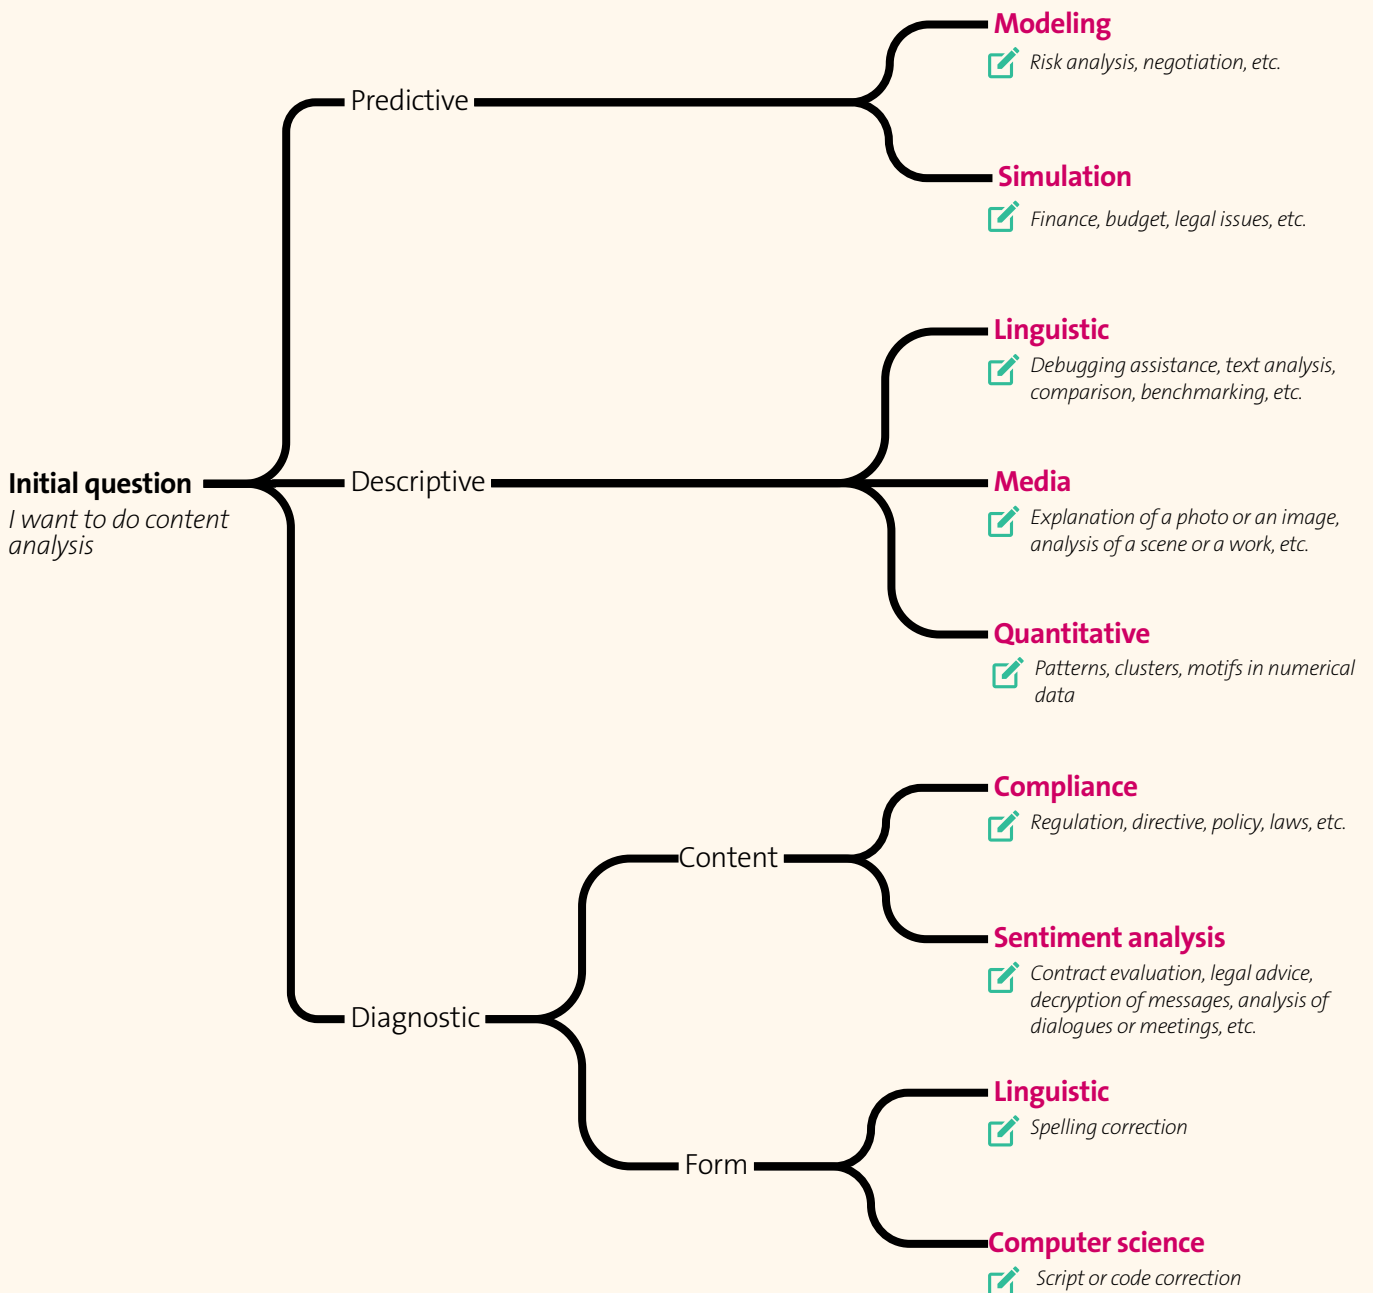 Modeling
Risk analysis, negotiation, etc.
Predictive
Simulation
Finance, budget, legal issues, etc.
Linguistic
Debugging assistance, text analysis,
comparison, benchmarking, etc.
Initial question
I want to do content
analysis
Descriptive
Media
Explanation of a photo or an image,
analysis of a scene or a work, etc.
Quantitative
Patterns, clusters, motifs in numerical
data
Compliance
Regulation, directive, policy, laws, etc.
Content
Sentiment analysis
Contract evaluation, legal advice,
decryption of messages, analysis of
dialogues or meetings, etc.
Diagnostic
Linguistic
Spelling correction
Form
Computer science
Script or code correction